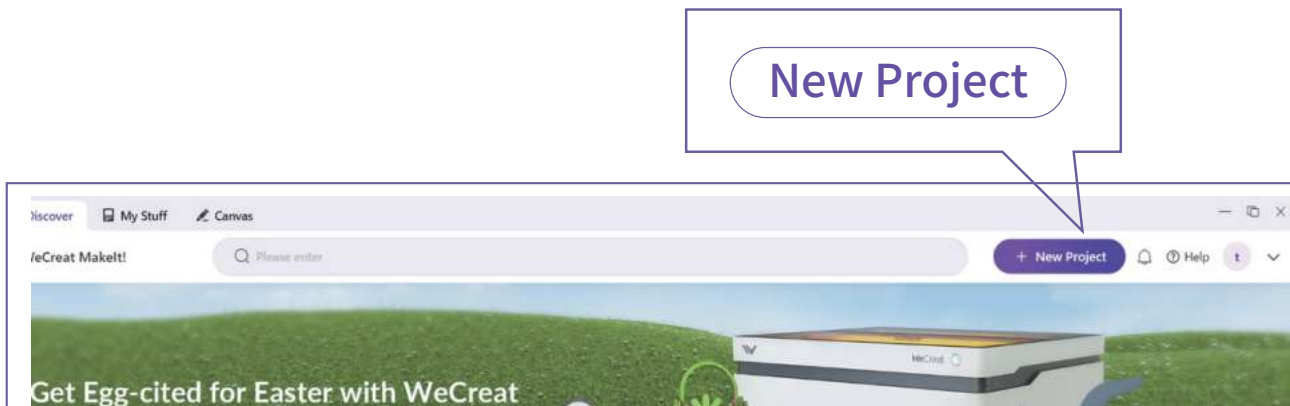 New Project
Discover My Stuff Canvas
WeCreat MakeIt!
Please enter
+ New Project Help t
WeCreat
Get Egg-cited for Easter with WeCreat